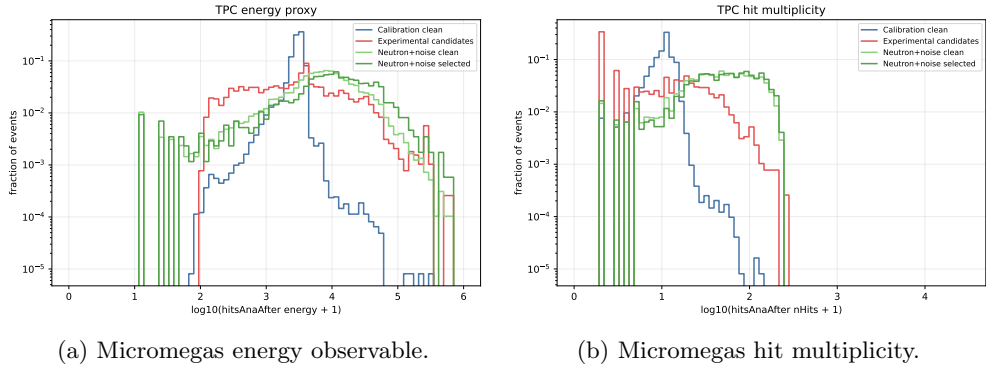 TPC energy proxy
Calibration clean
Experimental candidates
Neutron+noise clean
Neutron+noise selected
fraction of events
10⁻¹
10⁻²
10⁻³
10⁻⁴
10⁻⁵
0 1 2 3 4 5 6
log10(hitsAnaAfter energy + 1)
(a) Micromegas energy observable.
TPC hit multiplicity
Calibration clean
Experimental candidates
Neutron+noise clean
Neutron+noise selected
fraction of events
10⁻¹
10⁻²
10⁻³
10⁻⁴
10⁻⁵
0 1 2 3 4
log10(hitsAnaAfter nHits + 1)
(b) Micromegas hit multiplicity.